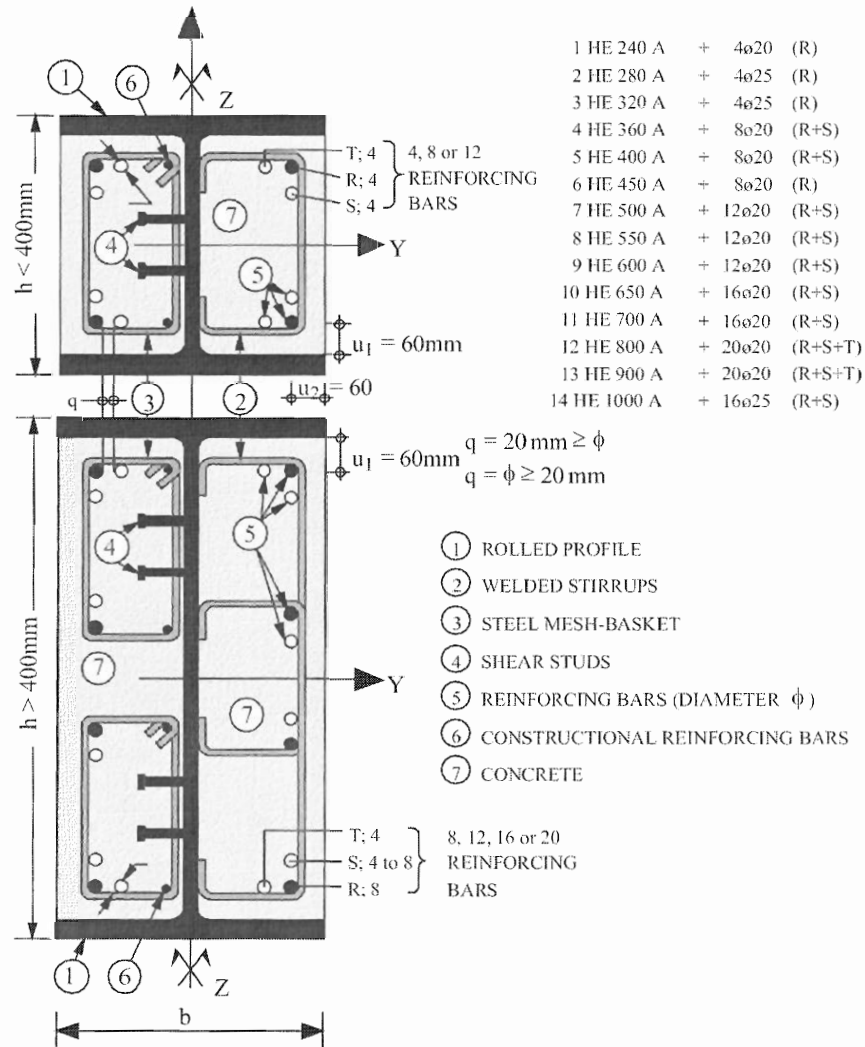 1 HE 240 A + 4ø20 (R)
2 HE 280 A + 4ø25 (R)
3 HE 320 A + 4ø25 (R)
4 HE 360 A + 8ø20 (R+S)
5 HE 400 A + 8ø20 (R+S)
6 HE 450 A + 8ø20 (R)
7 HE 500 A + 12ø20 (R+S)
8 HE 550 A + 12ø20 (R+S)
9 HE 600 A + 12ø20 (R+S)
10 HE 650 A + 16ø20 (R+S)
11 HE 700 A + 16ø20 (R+S)
12 HE 800 A + 20ø20 (R+S+T)
13 HE 900 A + 20ø20 (R+S+T)
14 HE 1000 A + 16ø25 (R+S)
1 6
Z
T; 4 4, 8 or 12
R; 4 REINFORCING
S; 4 BARS
7
4
Y
5
h < 400mm
u1 = 60mm
u2 = 60
q 3 2
u1 = 60mm
q = 20 mm ≥ ϕ
q = ϕ ≥ 20 mm
4
5
7
Y
7
h > 400mm
T; 4 8, 12, 16 or 20
S; 4 to 8 REINFORCING
R; 8 BARS
1 6
Z
b
1 ROLLED PROFILE
2 WELDED STIRRUPS
3 STEEL MESH-BASKET
4 SHEAR STUDS
5 REINFORCING BARS (DIAMETER ϕ )
6 CONSTRUCTIONAL REINFORCING BARS
7 CONCRETE